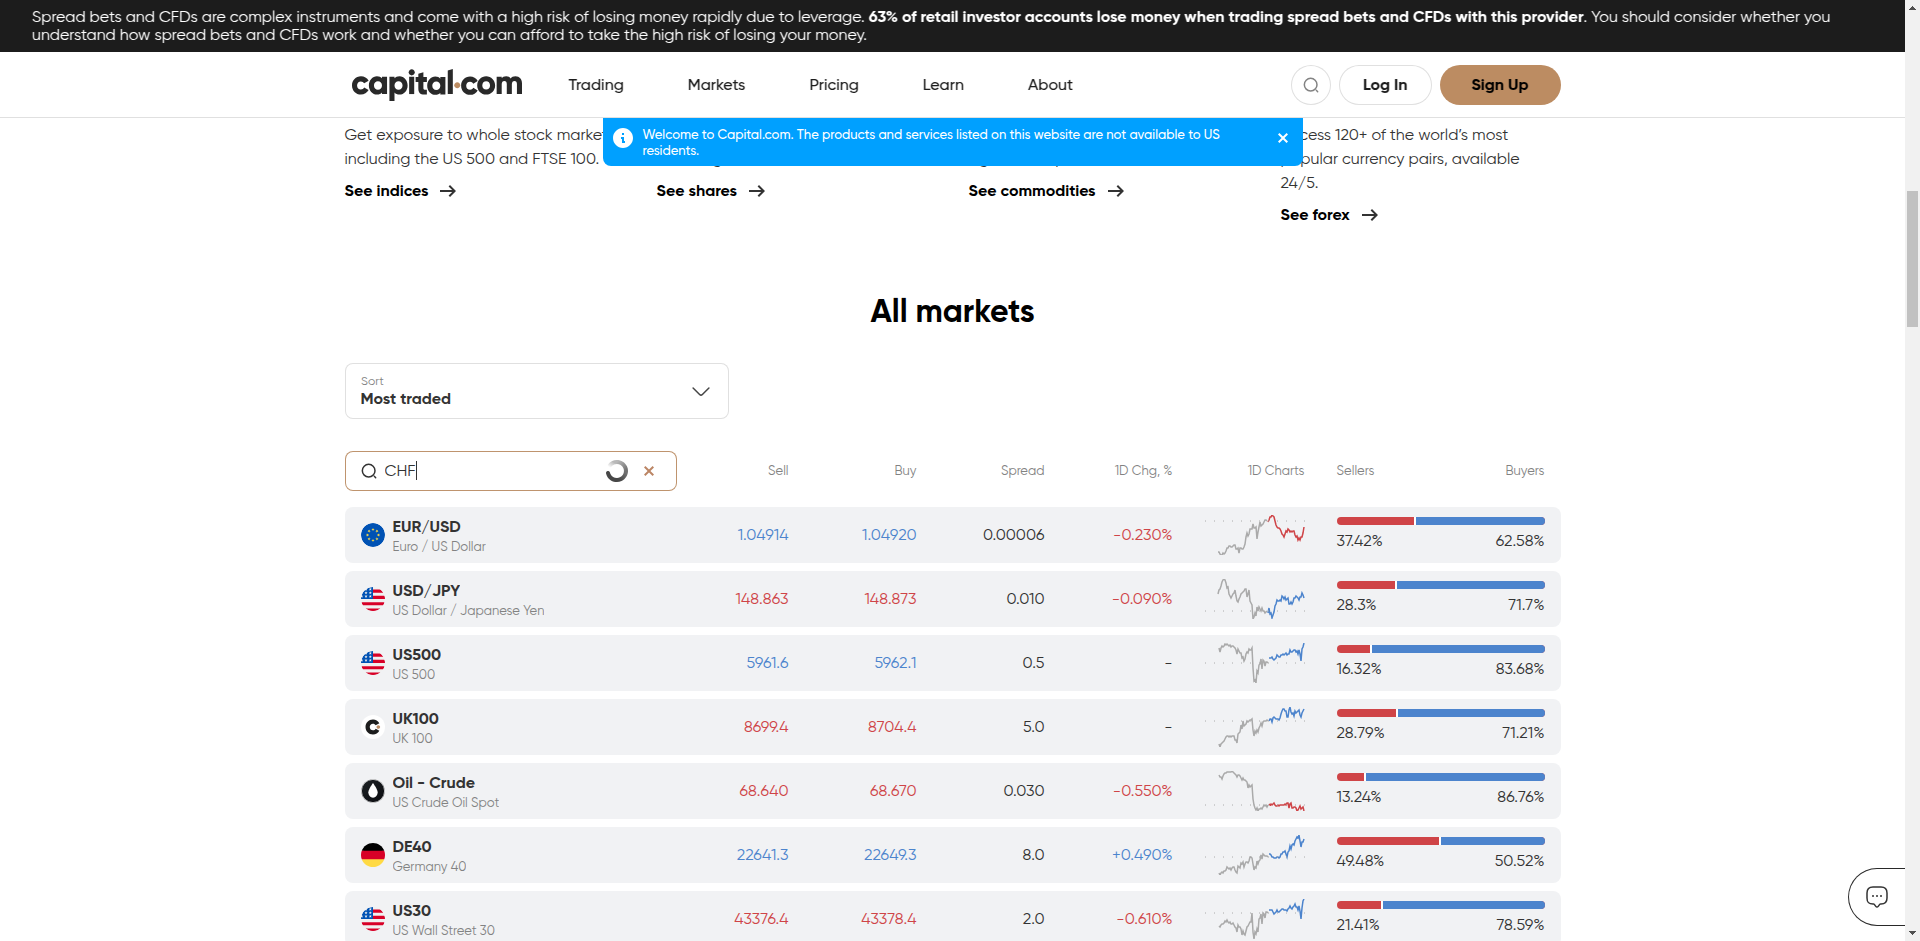 Spread bets and CFDs are complex instruments and come with a high risk of losing money rapidly due to leverage. 63% of retail investor accounts lose money when trading spread bets and CFDs with this provider. You should consider whether you
understand how spread bets and CFDs work and whether you can afford to take the high risk of losing your money.
capital.com Trading Markets Pricing Learn About Log In Sign Up
Welcome to Capital.com. The products and services listed on this website are not available to US
residents.
Get exposure to whole stock
including the US 500 and FTSE 100.
See indices
See shares
See commodities
of the world's most
currency pairs, available
24/5.
See forex
All markets
Sort
Most traded
CHF Sell Buy Spread 1D Chg, % 1D Charts Sellers Buyers
EUR/USD
Euro / US Dollar
1.04914 1.04920 0.00006 -0.230% 37.42% 62.58%
USD/JPY
US Dollar / Japanese Yen
148.863 148.873 0.010 -0.090% 28.3% 71.7%
US500
US 500
5961.6 5962.1 0.5 - 16.32% 83.68%
UK100
UK 100
8699.4 8704.4 5.0 - 28.79% 71.21%
Oil - Crude
US Crude Oil Spot
68.640 68.670 0.030 -0.550% 13.24% 86.76%
DE40
Germany 40
22641.3 22649.3 8.0 +0.490% 49.48% 50.52%
US30
US Wall Street 30
43376.4 43378.4 2.0 -0.610% 21.41% 78.59%